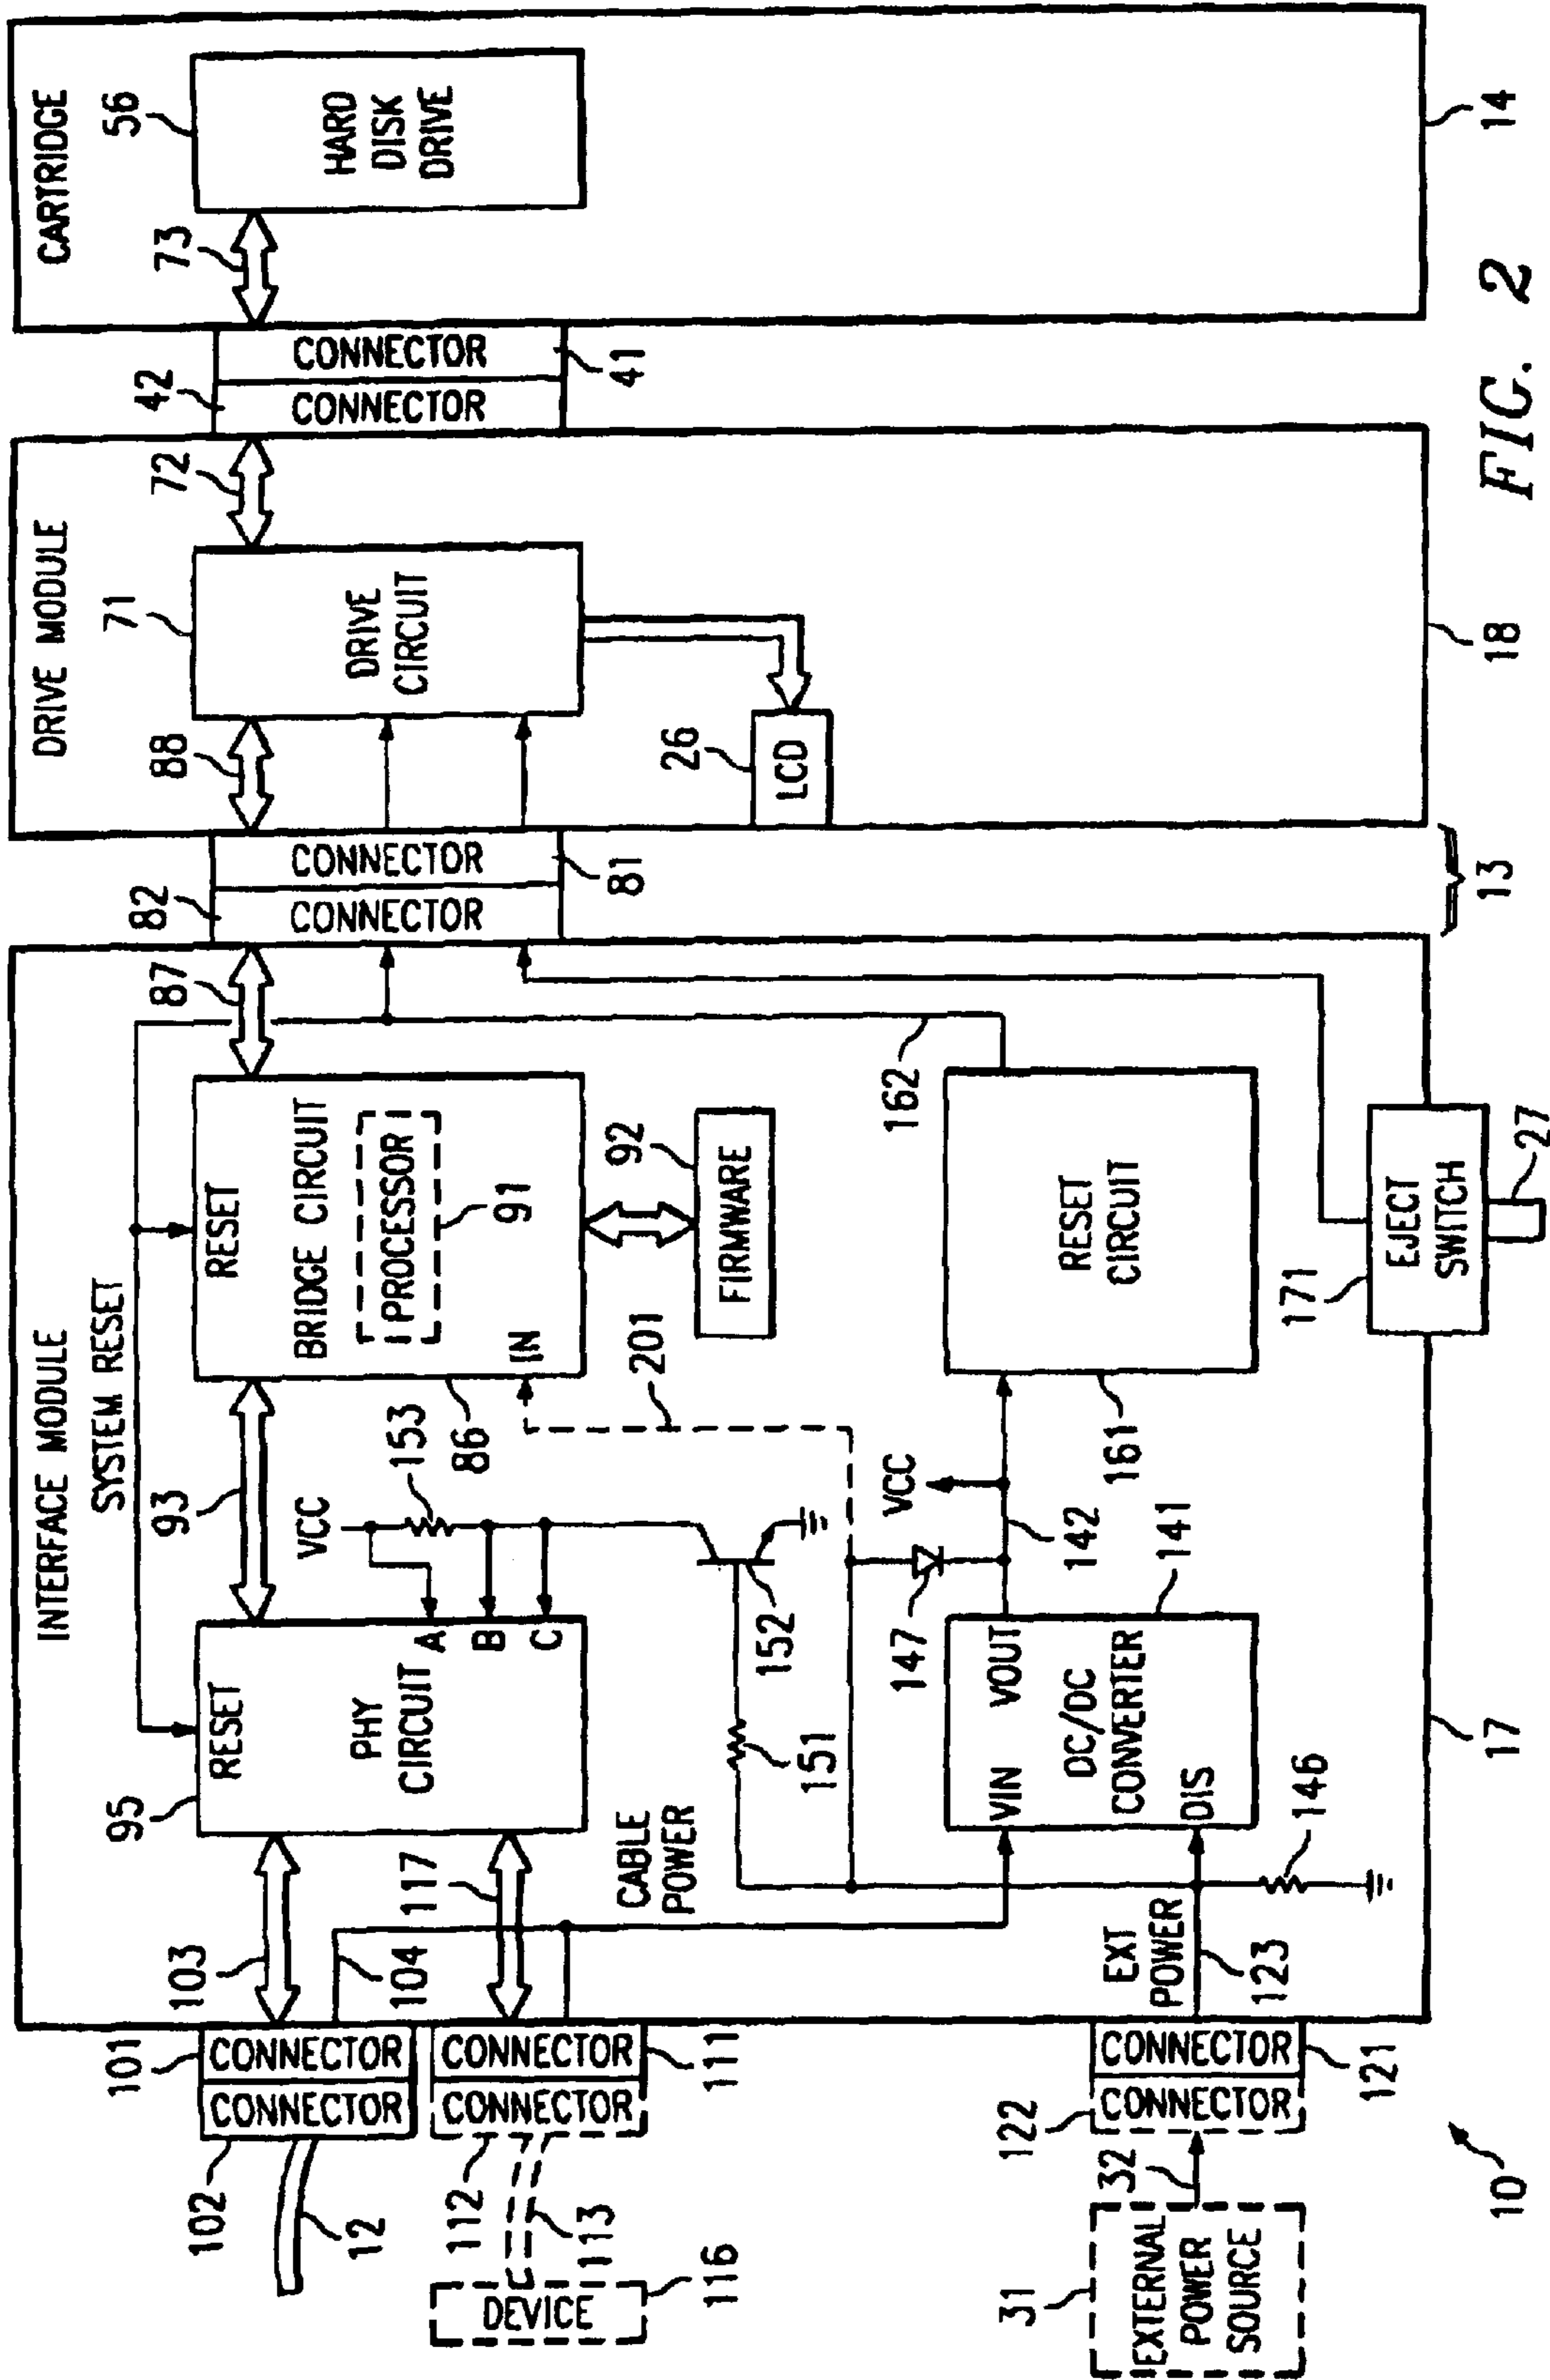 INTERFACE MODULE
SYSTEM RESET
DRIVE MODULE
CARTRIDGE
95
RESET
PHY
CIRCUIT
A
B
C
93
VCC
153
86
RESET
BRIDGE CIRCUIT
PROCESSOR
91
IN
92
FIRMWARE
201
87
82
CONNECTOR
CONNECTOR
81
88
71
DRIVE
CIRCUIT
72
26
LCD
42
CONNECTOR
CONNECTOR
41
73
56
HARD
DISK
DRIVE
101
CONNECTOR
CONNECTOR
102
12
103
104
117
CABLE
POWER
CONNECTOR
CONNECTOR
111
112
113
DEVICE
116
151
152
147
VCC
142
VIN
VOUT
DC/DC
CONVERTER
DIS
141
146
161
RESET
CIRCUIT
162
EXT
POWER
123
CONNECTOR
CONNECTOR
121
122
32
31
EXTERNAL
POWER
SOURCE
171
EJECT
SWITCH
27
17
13
18
14
10
FIG. 2